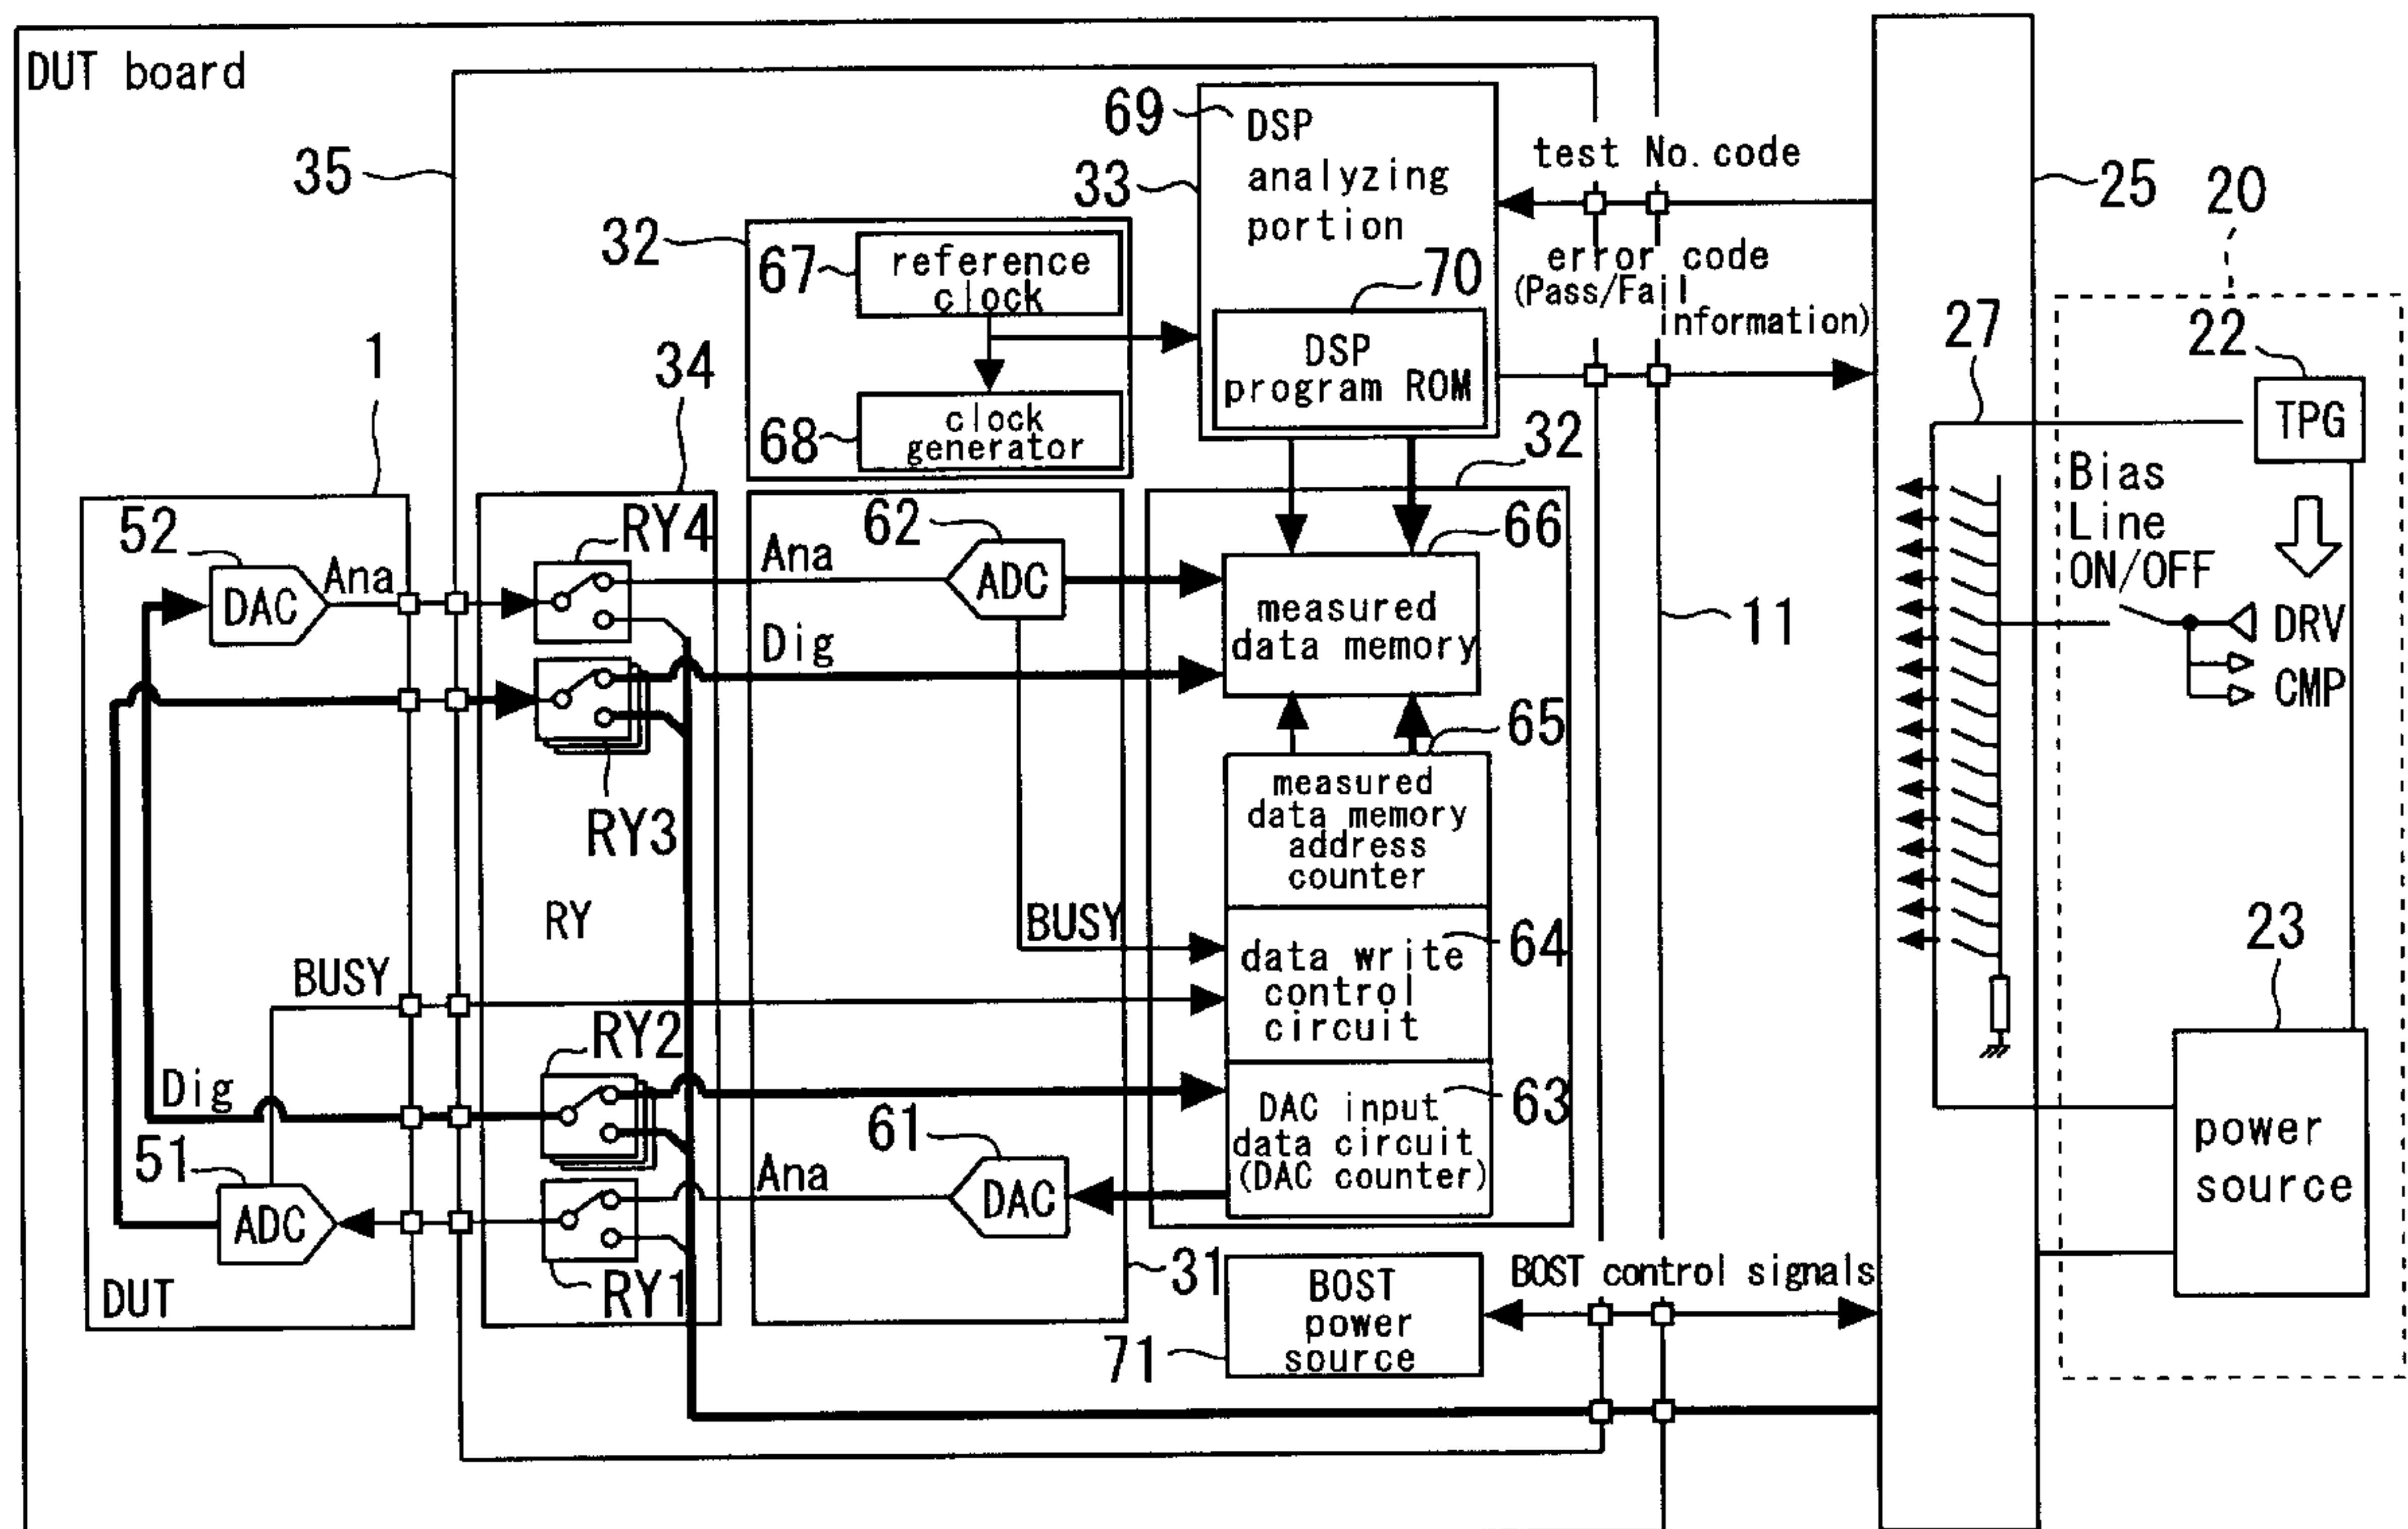 DUT board
35
69
DSP
analyzing
portion
33
test No. code
25
20
32
67
reference
clock
error code
(Pass/Fail
information)
70
DSP
program ROM
27
22
TPG
1
34
68
clock
generator
32
Bias
Line
ON/OFF
DRV
CMP
52
Ana
DAC
RY4
Ana
62
ADC
66
measured
data memory
11
Dig
RY3
65
measured
data memory
address
counter
RY
BUSY
64
data write
control
circuit
23
BUSY
RY2
Dig
63
DAC input
data circuit
(DAC counter)
power
source
51
ADC
61
Ana
DAC
DUT
RY1
31
BOST control signals
BOST
power
source
71